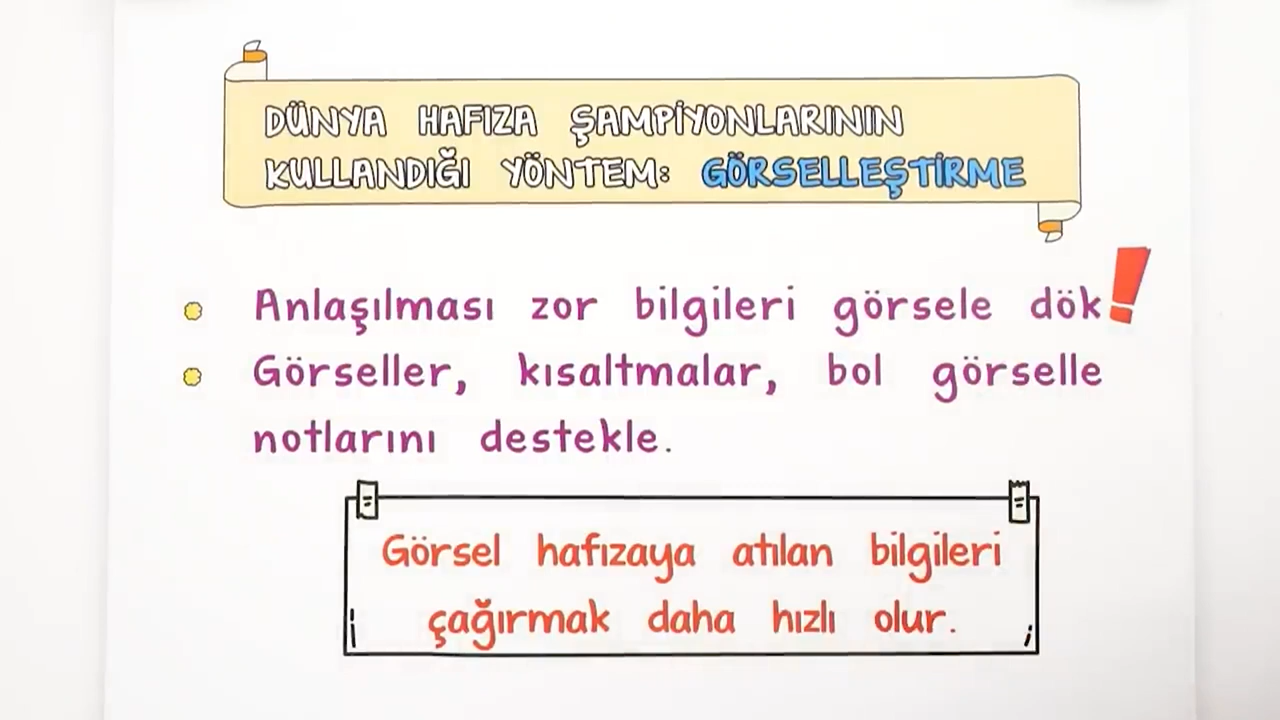 DÜNYA HAFIZA ŞAMPİYONLARININ
KULLANDIĞI YÖNTEM: GÖRSELLEŞTİRME
Anlaşılması zor bilgileri görsele dök!
Görseller, kısaltmalar, bol görselle
notlarını destekle.
Görsel hafızaya atılan bilgileri
çağırmak daha hızlı olur.